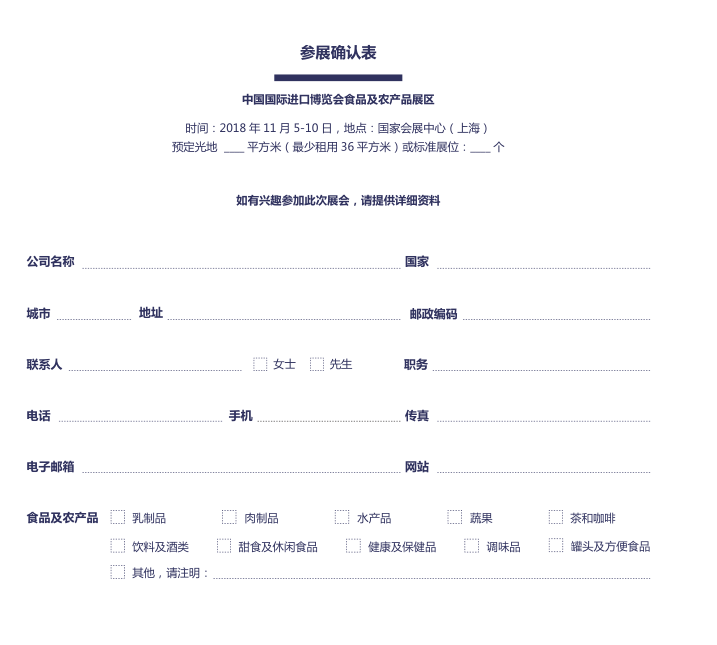 参展确认表
中国国际进口博览会食品及农产品展区
时间：2018 年 11 月 5-10 日，地点：国家会展中心（上海）
预定光地 ___ 平方米（最少租用 36 平方米）或标准展位：___ 个
如有兴趣参加此次展会，请提供详细资料
公司名称 国家
城市 地址 邮政编码
联系人 女士 先生 职务
电话 手机 传真
电子邮箱 网站
食品及农产品 乳制品 肉制品 水产品 蔬果 茶和咖啡
饮料及酒类 甜食及休闲食品 健康及保健品 调味品 罐头及方便食品
其他，请注明：